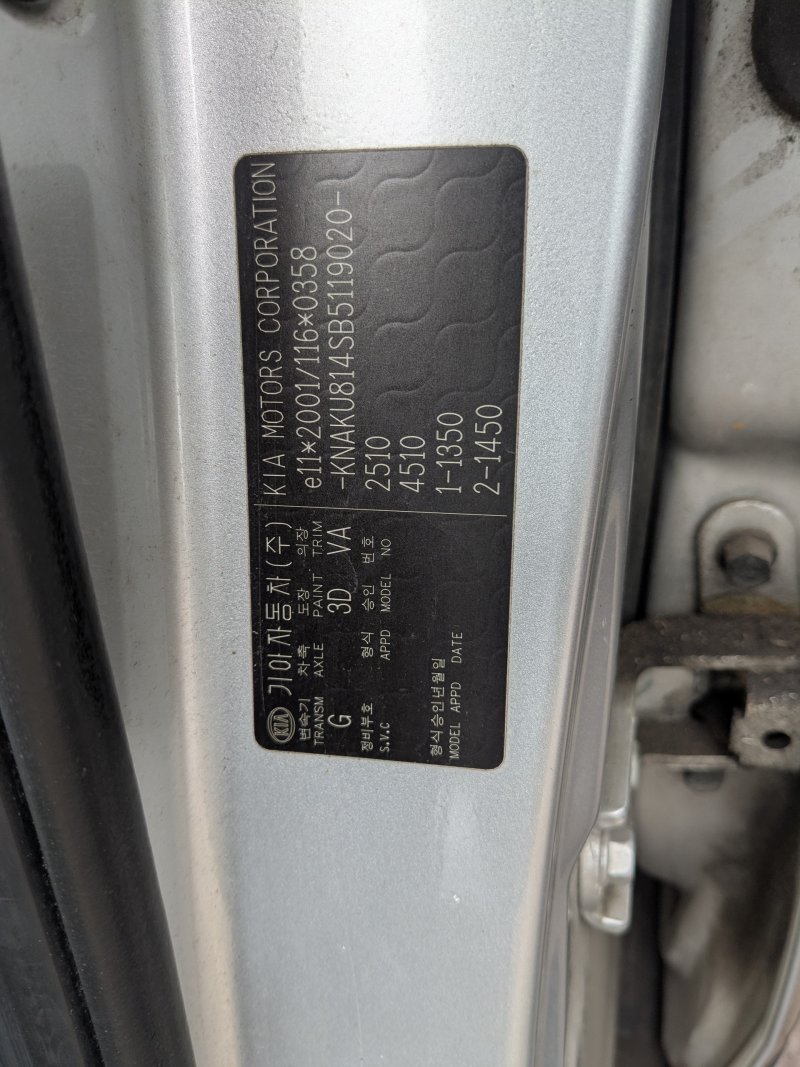 KIA 기아자동차(주) KIA MOTORS CORPORATION
변속기 차축 도장 의장
TRANSM AXLE PAINT TRIM
G 3D VA
정비부호 형식 승인 번호
S.V.C APPD MODEL NO
형식승인년월일
MODEL APPD DATE
e11*2001/116*0358
-KNAKU814SB5119020-
2510
4510
1-1350
2-1450